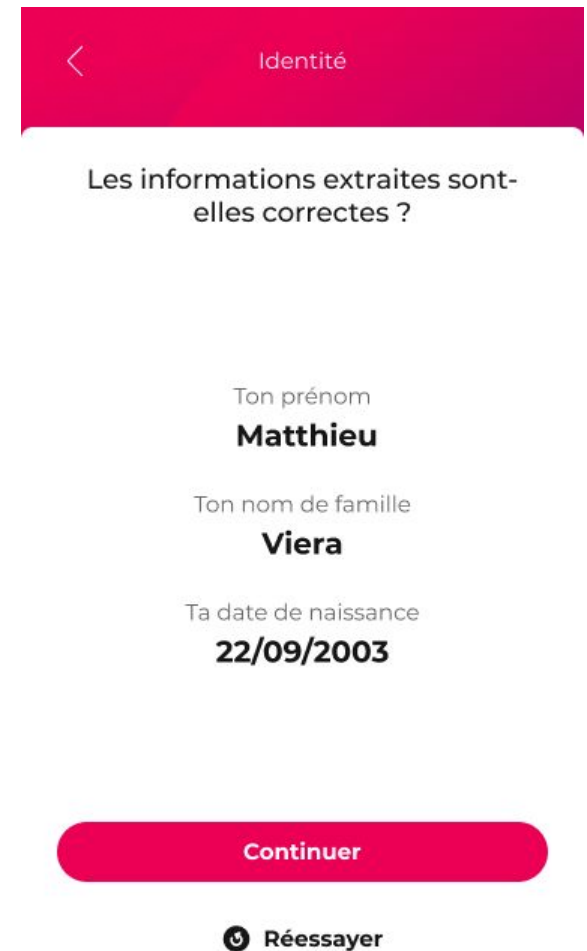 Identité
Les informations extraites sont-
elles correctes ?
Ton prénom
Matthieu
Ton nom de famille
Viera
Ta date de naissance
22/09/2003
Continuer
Réessayer